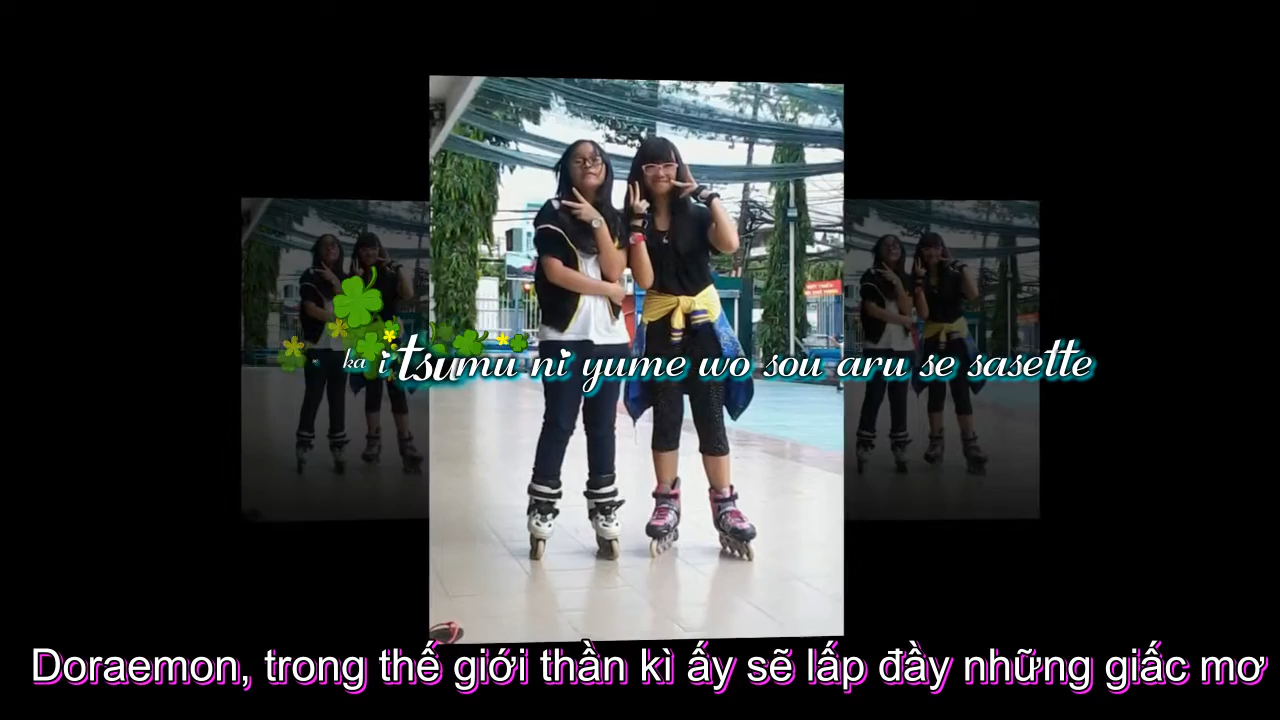 ka itsumu ni yume wo sou aru se sasette
Doraemon, trong thế giới thần kì ấy sẽ lấp đầy những giấc mơ